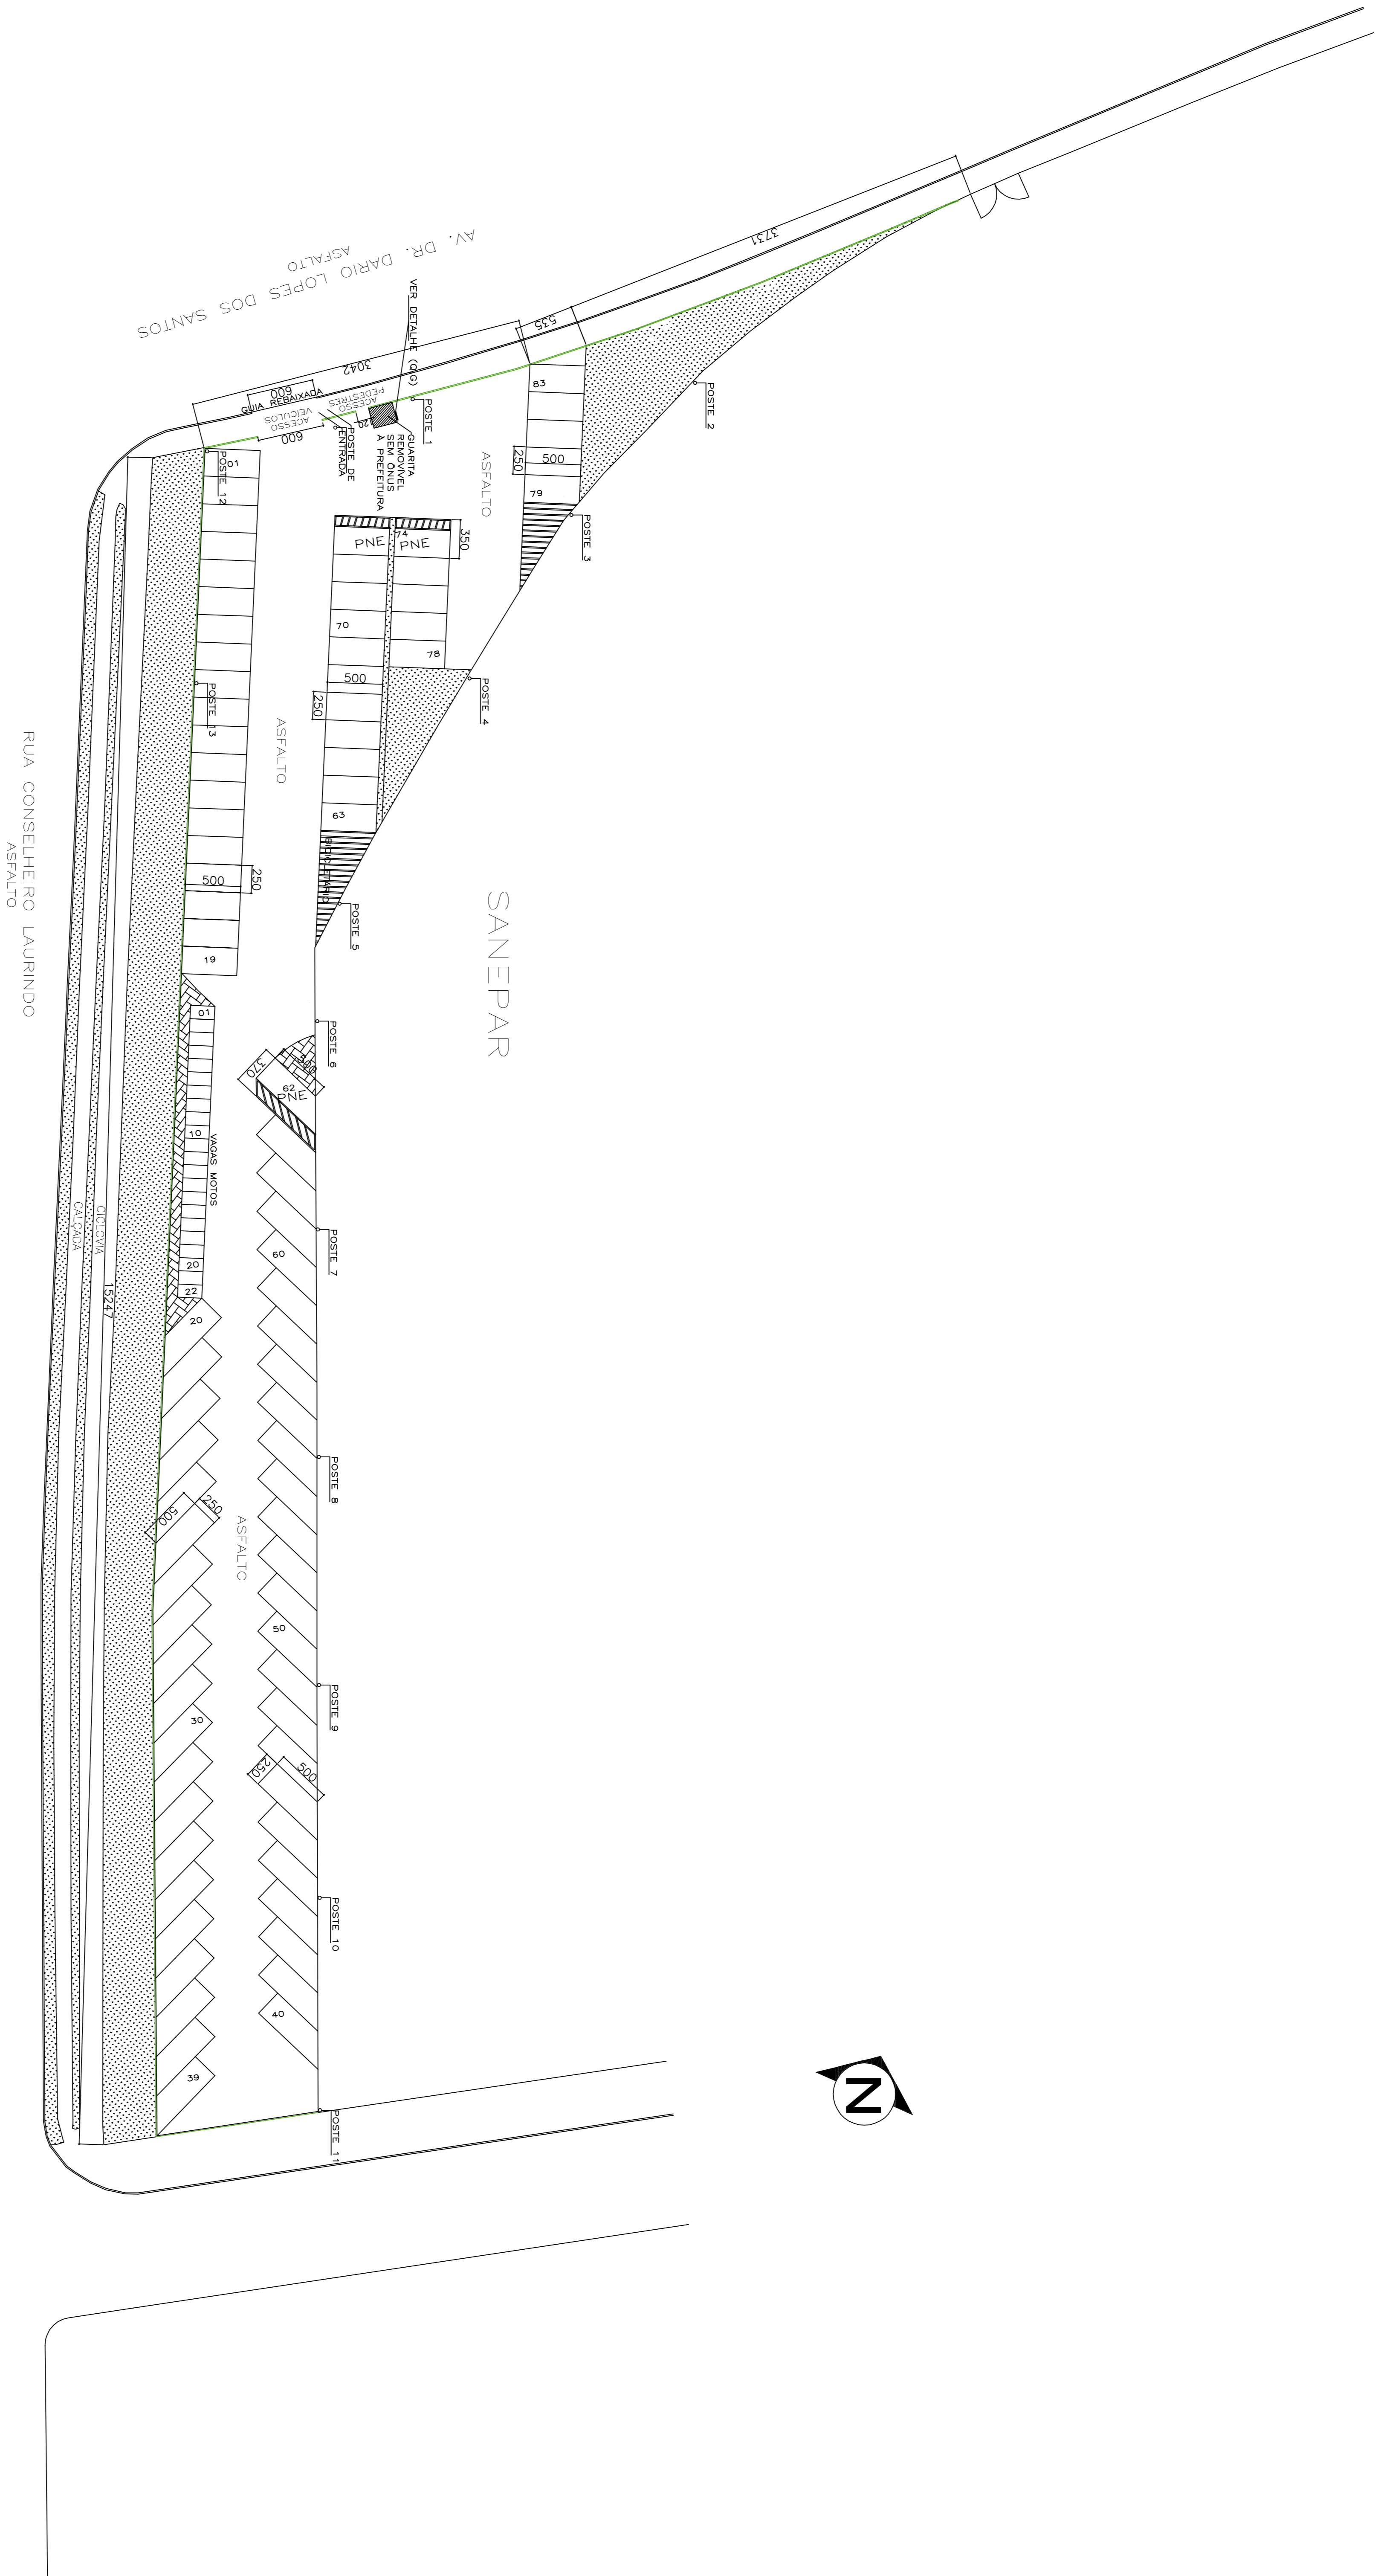 3731
AV. DR. DARIO LOPES DOS SANTOS
ASFALTO
VER DETALHE (QG)
535
3042
600
GUIA REBAIXADA
ACESSO
VEÍCULOS
ACESSO
PEDESTRES
600
120
POSTE DE
ENTRADA
GUARITA
REMOVÍVEL
SEM ÔNUS
À PREFEITURA
POSTE 1
POSTE 2
83
250
500
79
POSTE 3
ASFALTO
POSTE 12
01
350
74
PNE
PNE
70
78
500
250
POSTE 4
POSTE 13
ASFALTO
63
BICICLETÁRIO
POSTE 5
500
250
19
SANEPAR
RUA CONSELHEIRO LAURINDO
ASFALTO
01
10
VAGAS MOTOS
20
22
POSTE 6
370
62
PNE
POSTE 7
60
CICLOVIA
CALÇADA
15247
20
POSTE 8
250
500
ASFALTO
50
POSTE 9
30
250
500
POSTE 10
40
39
POSTE 11
N